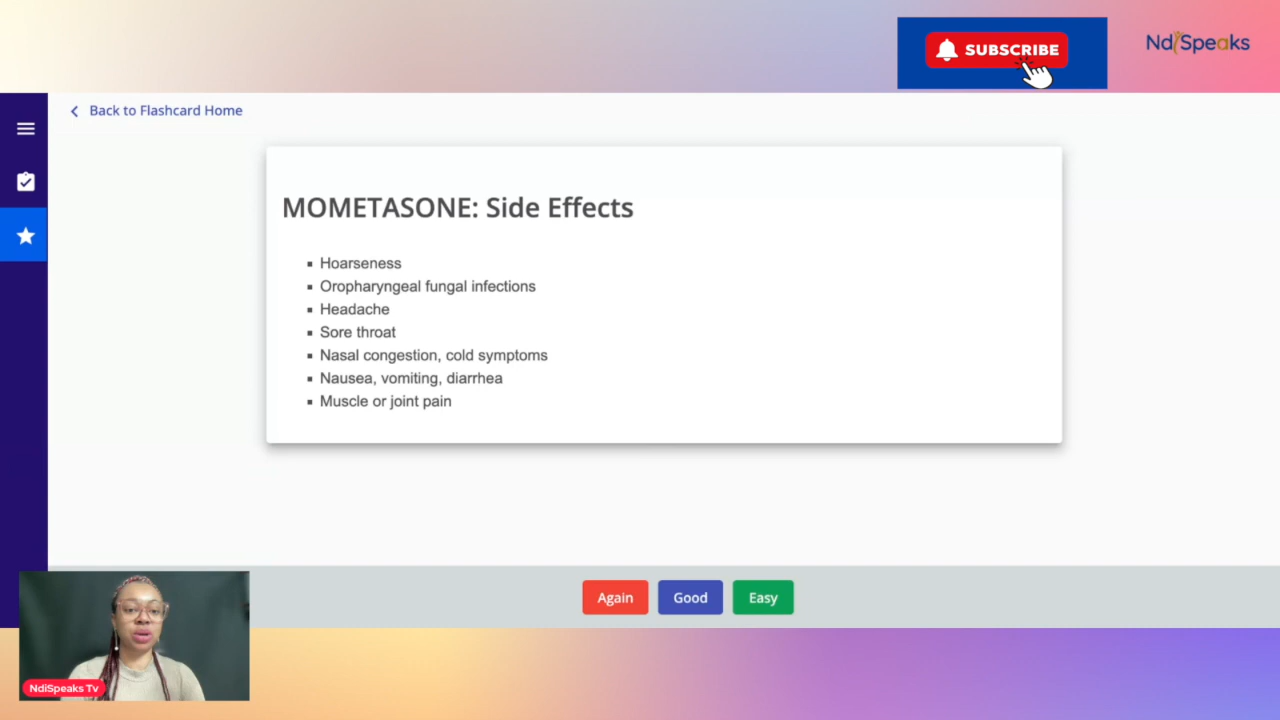 SUBSCRIBE
NdiSpeaks
Back to Flashcard Home
MOMETASONE: Side Effects
▪ Hoarseness
▪ Oropharyngeal fungal infections
▪ Headache
▪ Sore throat
▪ Nasal congestion, cold symptoms
▪ Nausea, vomiting, diarrhea
▪ Muscle or joint pain
Again Good Easy
NdiSpeaks Tv